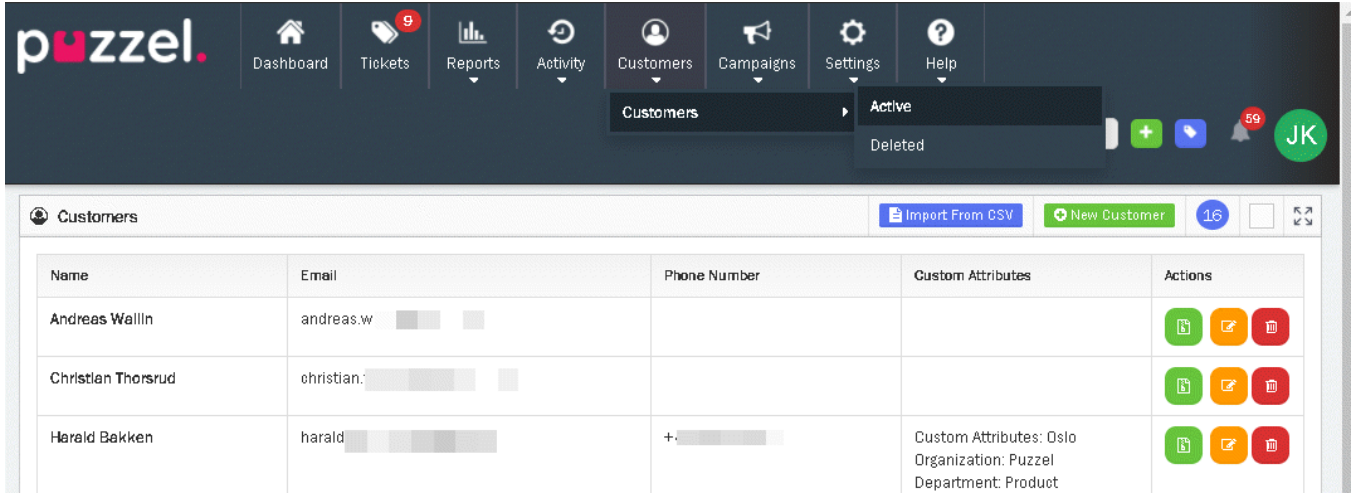 puzzel.
Dashboard
Tickets
9
Reports
Activity
Customers
Campaigns
Settings
Help
Customers
Active
Deleted
59
JK
Customers
Import From CSV
New Customer
16
Name Email Phone Number Custom Attributes Actions
Andreas Wallin andreas.w
Christian Thorsrud christian.
Harald Bakken harald + Custom Attributes: Oslo
Organization: Puzzel
Department: Product